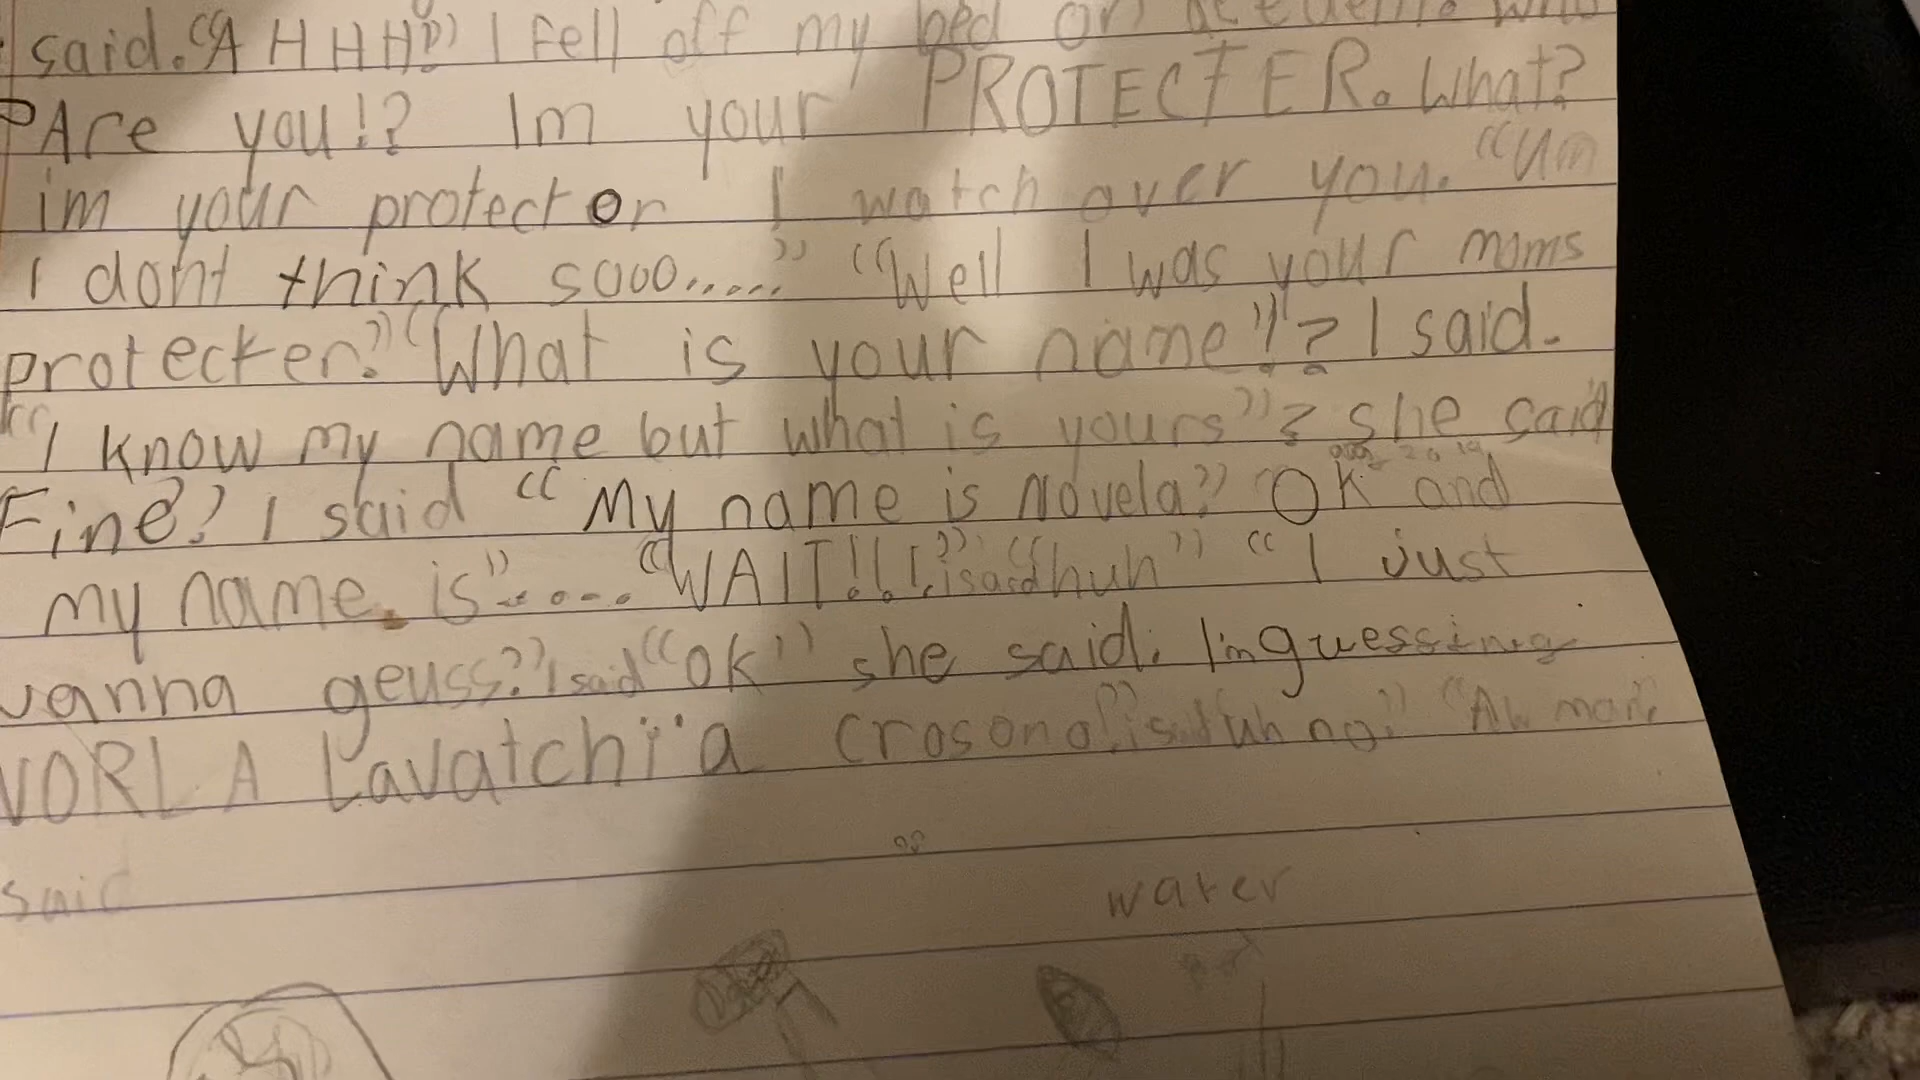 said. "AHHH!" I fell off my bed on
PROTECTER. What?
Are you!? Im your
im your protector I watch over you. "Um
I dont think sooo....." "Well I was your moms
protecter." "What is your name"!? I said.
"I know my name but what is yours"? she said
Fine! I said "My name is Novela" OK and
my name is".... "WAIT!!!" i said "huh" "I just
wanna geuss." I said "OK" she said. Im guessing
VORLA Lavatchi'a crosono" i said "uh no." "Aw man"
said
water